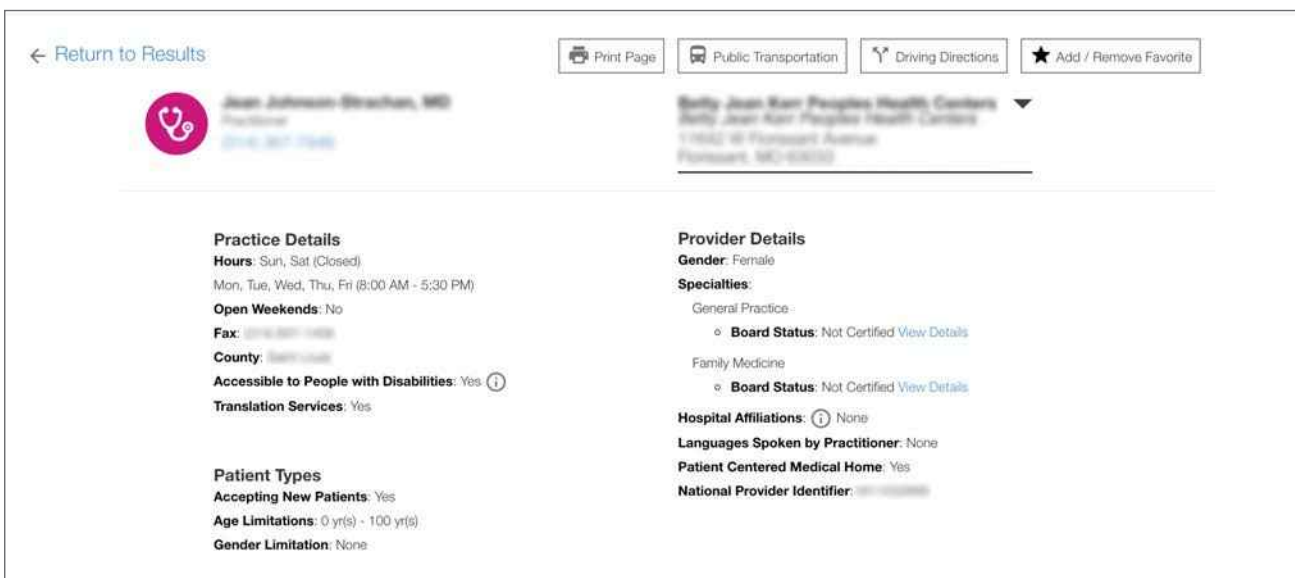 ← Return to Results
Print Page
Public Transportation
Driving Directions
Add / Remove Favorite
Practice Details
Hours: Sun, Sat (Closed)
Mon, Tue, Wed, Thu, Fri (8:00 AM - 5:30 PM)
Open Weekends: No
Fax:
County:
Accessible to People with Disabilities: Yes
Translation Services: Yes
Patient Types
Accepting New Patients: Yes
Age Limitations: 0 yr(s) - 100 yr(s)
Gender Limitation: None
Provider Details
Gender: Female
Specialties:
General Practice
Board Status: Not Certified View Details
Family Medicine
Board Status: Not Certified View Details
Hospital Affiliations: None
Languages Spoken by Practitioner: None
Patient Centered Medical Home: Yes
National Provider Identifier: